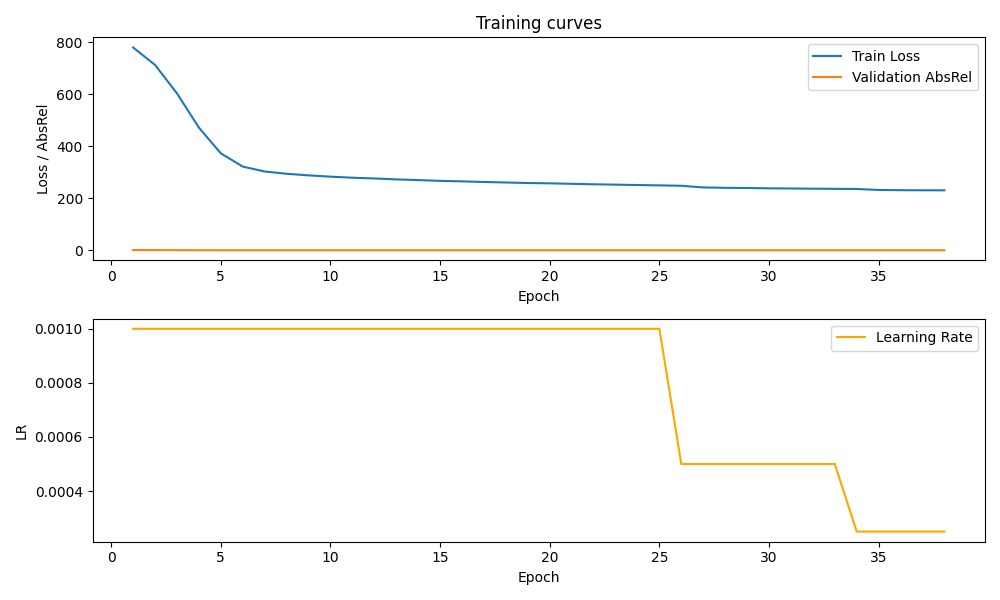 Training curves
Loss / AbsRel
800
600
400
200
0
Train Loss
Validation AbsRel
0 5 10 15 20 25 30 35
Epoch
LR
0.0010
0.0008
0.0006
0.0004
Learning Rate
0 5 10 15 20 25 30 35
Epoch